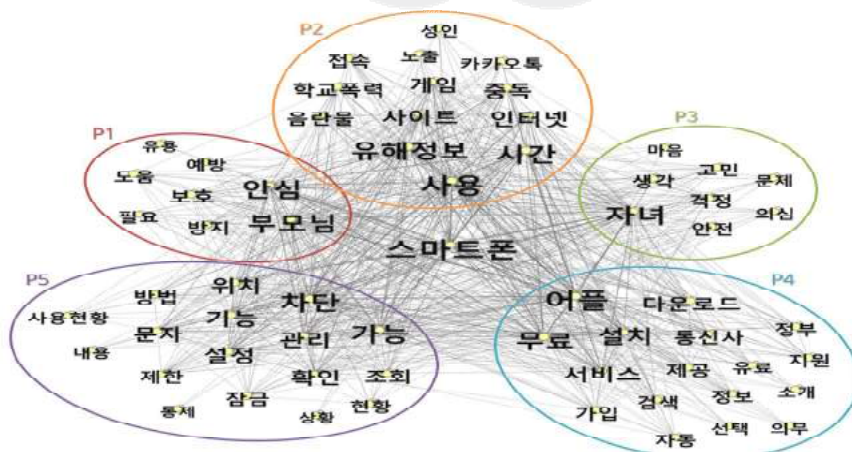 P2
성인
접속 노출 카카오톡
학교폭력 게임 중독
음란물 사이트 인터넷
유해정보 시간
사용
P1
유용
예방
도움 보호 안심
필요 방지 부모님
P3
마음
생각 고민 문제
걱정
자녀 안전 의심
스마트폰
P5
위치
방법 차단
사용현황 기능
문자 관리 가능
내용 설정
제한 확인 조회
잠금
통제 상황 현황
P4
어플 다운로드
무료 설치 통신사 정부
지원
서비스 제공 유료
소개
가입 검색 정보
자동 선택 의무